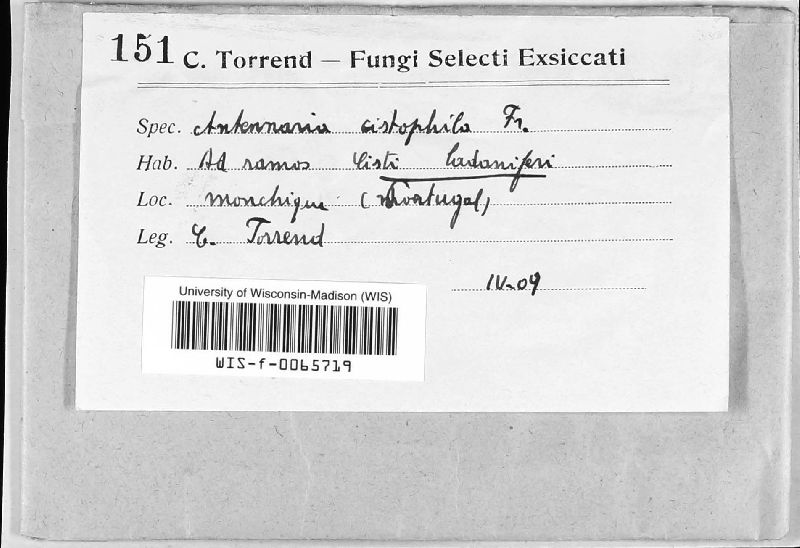 151 C. Torrend — Fungi Selecti Exsiccati
Spec. Antennaria cistophila Fr.
Hab. Ad ramos Cisti ladaniferi
Loc. Monchique (Portugal)
Leg. C. Torrend
IV-09
University of Wisconsin-Madison (WIS)
WIS-f-0065719